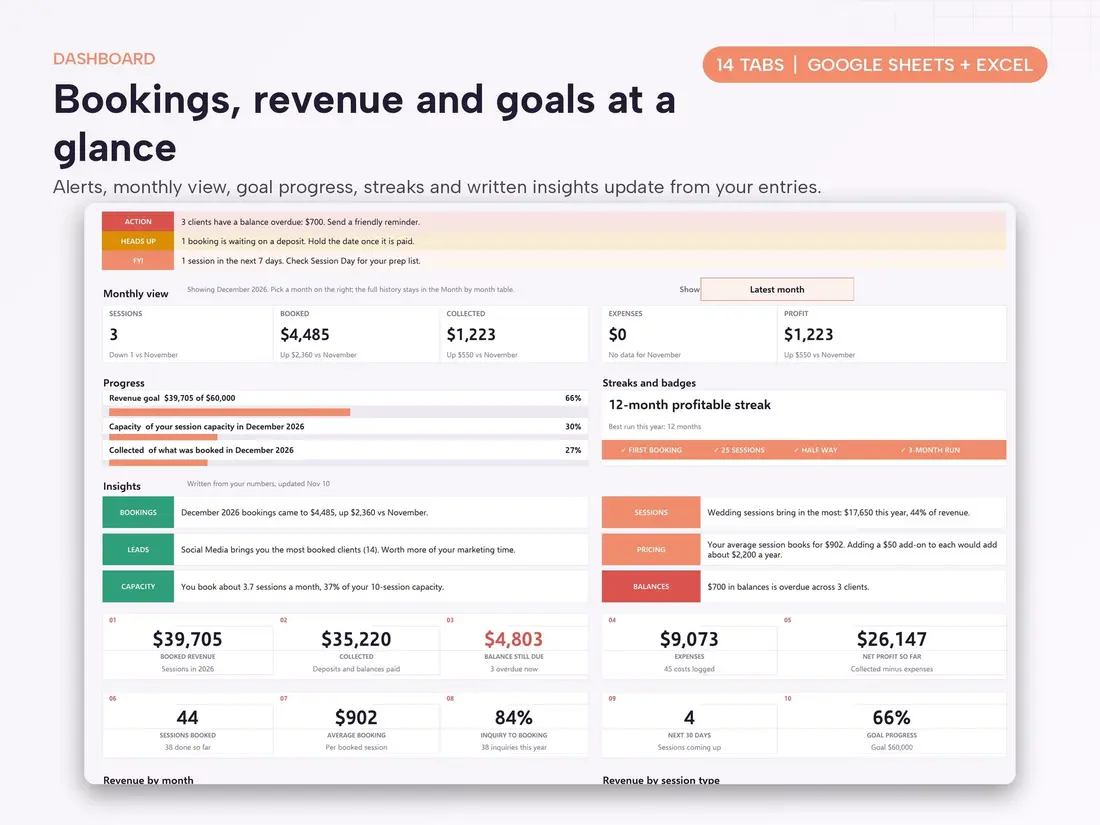 DASHBOARD
14 TABS | GOOGLE SHEETS + EXCEL
Bookings, revenue and goals at a
glance
Alerts, monthly view, goal progress, streaks and written insights update from your entries.
ACTION 3 clients have a balance overdue: $700. Send a friendly reminder.
HEADS UP 1 booking is waiting on a deposit. Hold the date once it is paid.
FYI 1 session in the next 7 days. Check Session Day for your prep list.
Monthly view Showing December 2026. Pick a month on the right; the full history stays in the Month by month table. Show Latest month
SESSIONS BOOKED COLLECTED EXPENSES PROFIT
3 $4,485 $1,223 $0 $1,223
Down 1 vs November Up $2,360 vs November Up $550 vs November No data for November Up $550 vs November
Progress
Revenue goal $39,705 of $60,000 66%
Capacity of your session capacity in December 2026 30%
Collected of what was booked in December 2026 27%
Streaks and badges
12-month profitable streak
Best run this year: 12 months
✓ FIRST BOOKING ✓ 25 SESSIONS ✓ HALF WAY ✓ 3-MONTH RUN
Insights Written from your numbers, updated Nov 10
BOOKINGS December 2026 bookings came to $4,485, up $2,360 vs November.
SESSIONS Wedding sessions bring in the most: $17,650 this year, 44% of revenue.
LEADS Social Media brings you the most booked clients (14). Worth more of your marketing time.
PRICING Your average session books for $902. Adding a $50 add-on to each would add
about $2,200 a year.
CAPACITY You book about 3.7 sessions a month, 37% of your 10-session capacity.
BALANCES $700 in balances is overdue across 3 clients.
01 02 03 04 05
$39,705 $35,220 $4,803 $9,073 $26,147
BOOKED REVENUE COLLECTED BALANCE STILL DUE EXPENSES NET PROFIT SO FAR
Sessions in 2026 Deposits and balances paid 3 overdue now 45 costs logged Collected minus expenses
06 07 08 09 10
44 $902 84% 4 66%
SESSIONS BOOKED AVERAGE BOOKING INQUIRY TO BOOKING NEXT 30 DAYS GOAL PROGRESS
38 done so far Per booked session 38 inquiries this year Sessions coming up Goal $60,000
Revenue by month Revenue by session type